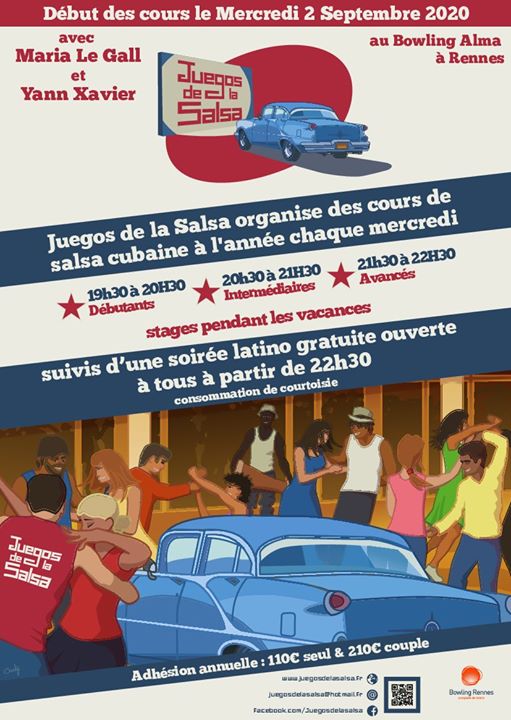 Début des cours le Mercredi 2 Septembre 2020
avec
Maria Le Gall
et
Yann Xavier
au Bowling Alma
à Rennes
Juegos
de la
Salsa
Juegos de la Salsa organise des cours de
salsa cubaine à l'année chaque mercredi
19h30 à 20H30
Débutants
20h30 à 21H30
Intermédiaires
21h30 à 22H30
Avancés
stages pendant les vacances
suivis d'une soirée latino gratuite ouverte
à tous à partir de 22h30
consommation de courtoisie
Juegos
de la
Salsa
Adhésion annuelle : 110€ seul & 210€ couple
www.juegosdelasalsa.fr
juegosdelasalsa@hotmail.fr
Facebook.com/Juegosdelasalsa
Bowling Rennes